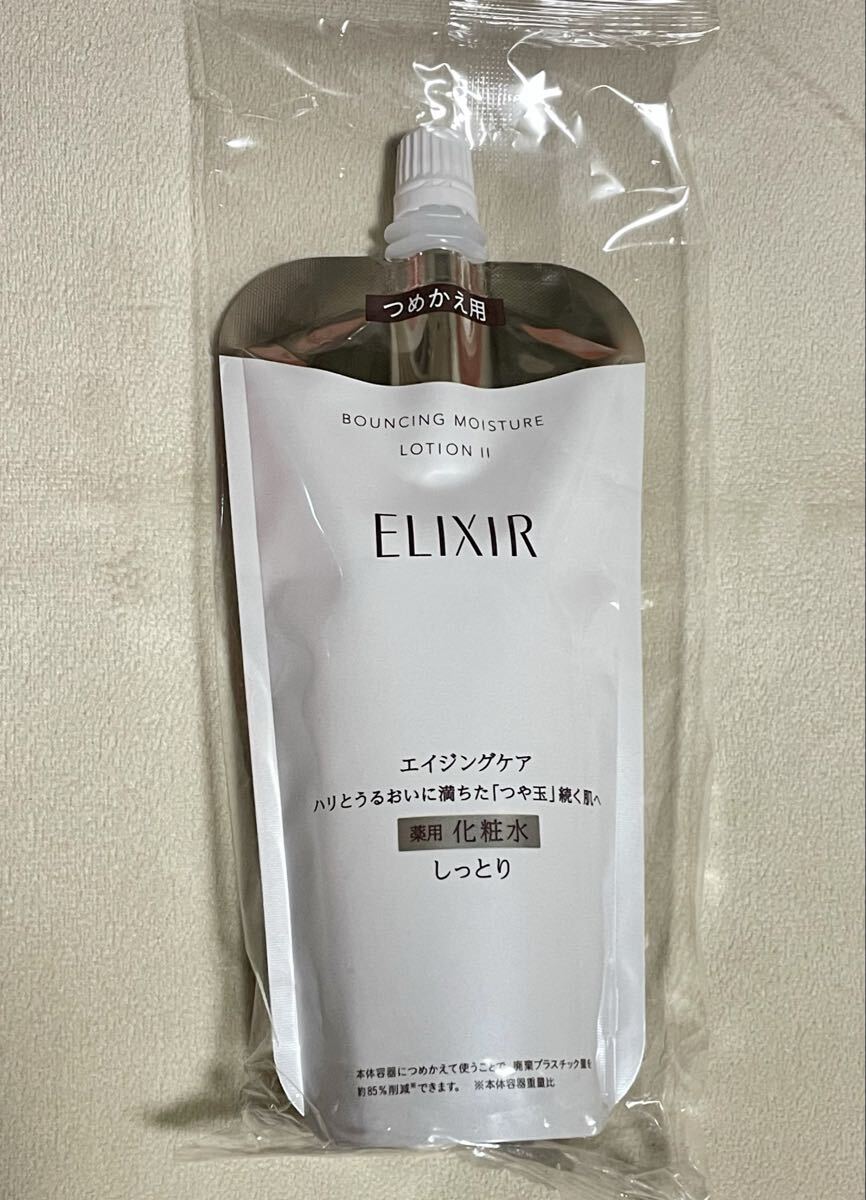 つめかえ用
BOUNCING MOISTURE
LOTION II
ELIXIR
エイジングケア
ハリとうるおいに満ちた「つや玉」続く肌へ
薬用 化粧水
しっとり
本体容器につめかえて使うことで、廃棄プラスチック量を
約85%削減※できます。 ※本体容器重量比